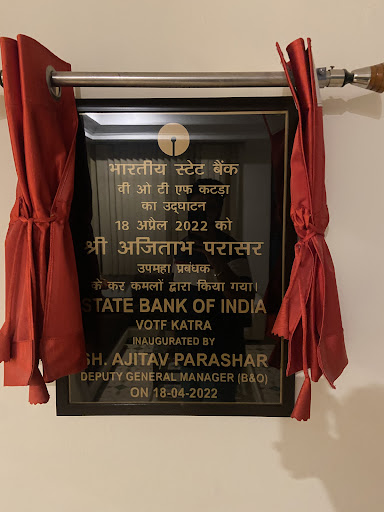 भारतीय स्टेट बैंक
वी ओ टी एफ कटड़ा
का उद्घाटन
18 अप्रैल 2022 को
श्री अजिताभ परासर
उपमहा प्रबंधक
के कर कमलों द्वारा किया गया।
STATE BANK OF INDIA
VOTF KATRA
INAUGURATED BY
SH. AJITAV PARASHAR
DEPUTY GENERAL MANAGER (B&O)
ON 18-04-2022